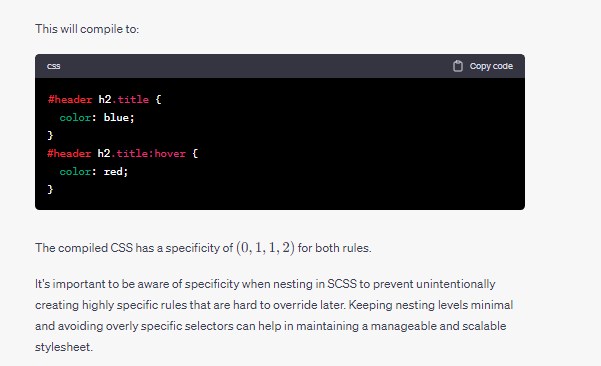 This will compile to:
css
Copy code
#header h2.title {
  color: blue;
}
#header h2.title:hover {
  color: red;
}
The compiled CSS has a specificity of (0, 1, 1, 2) for both rules.
It's important to be aware of specificity when nesting in SCSS to prevent unintentionally
creating highly specific rules that are hard to override later. Keeping nesting levels minimal
and avoiding overly specific selectors can help in maintaining a manageable and scalable
stylesheet.